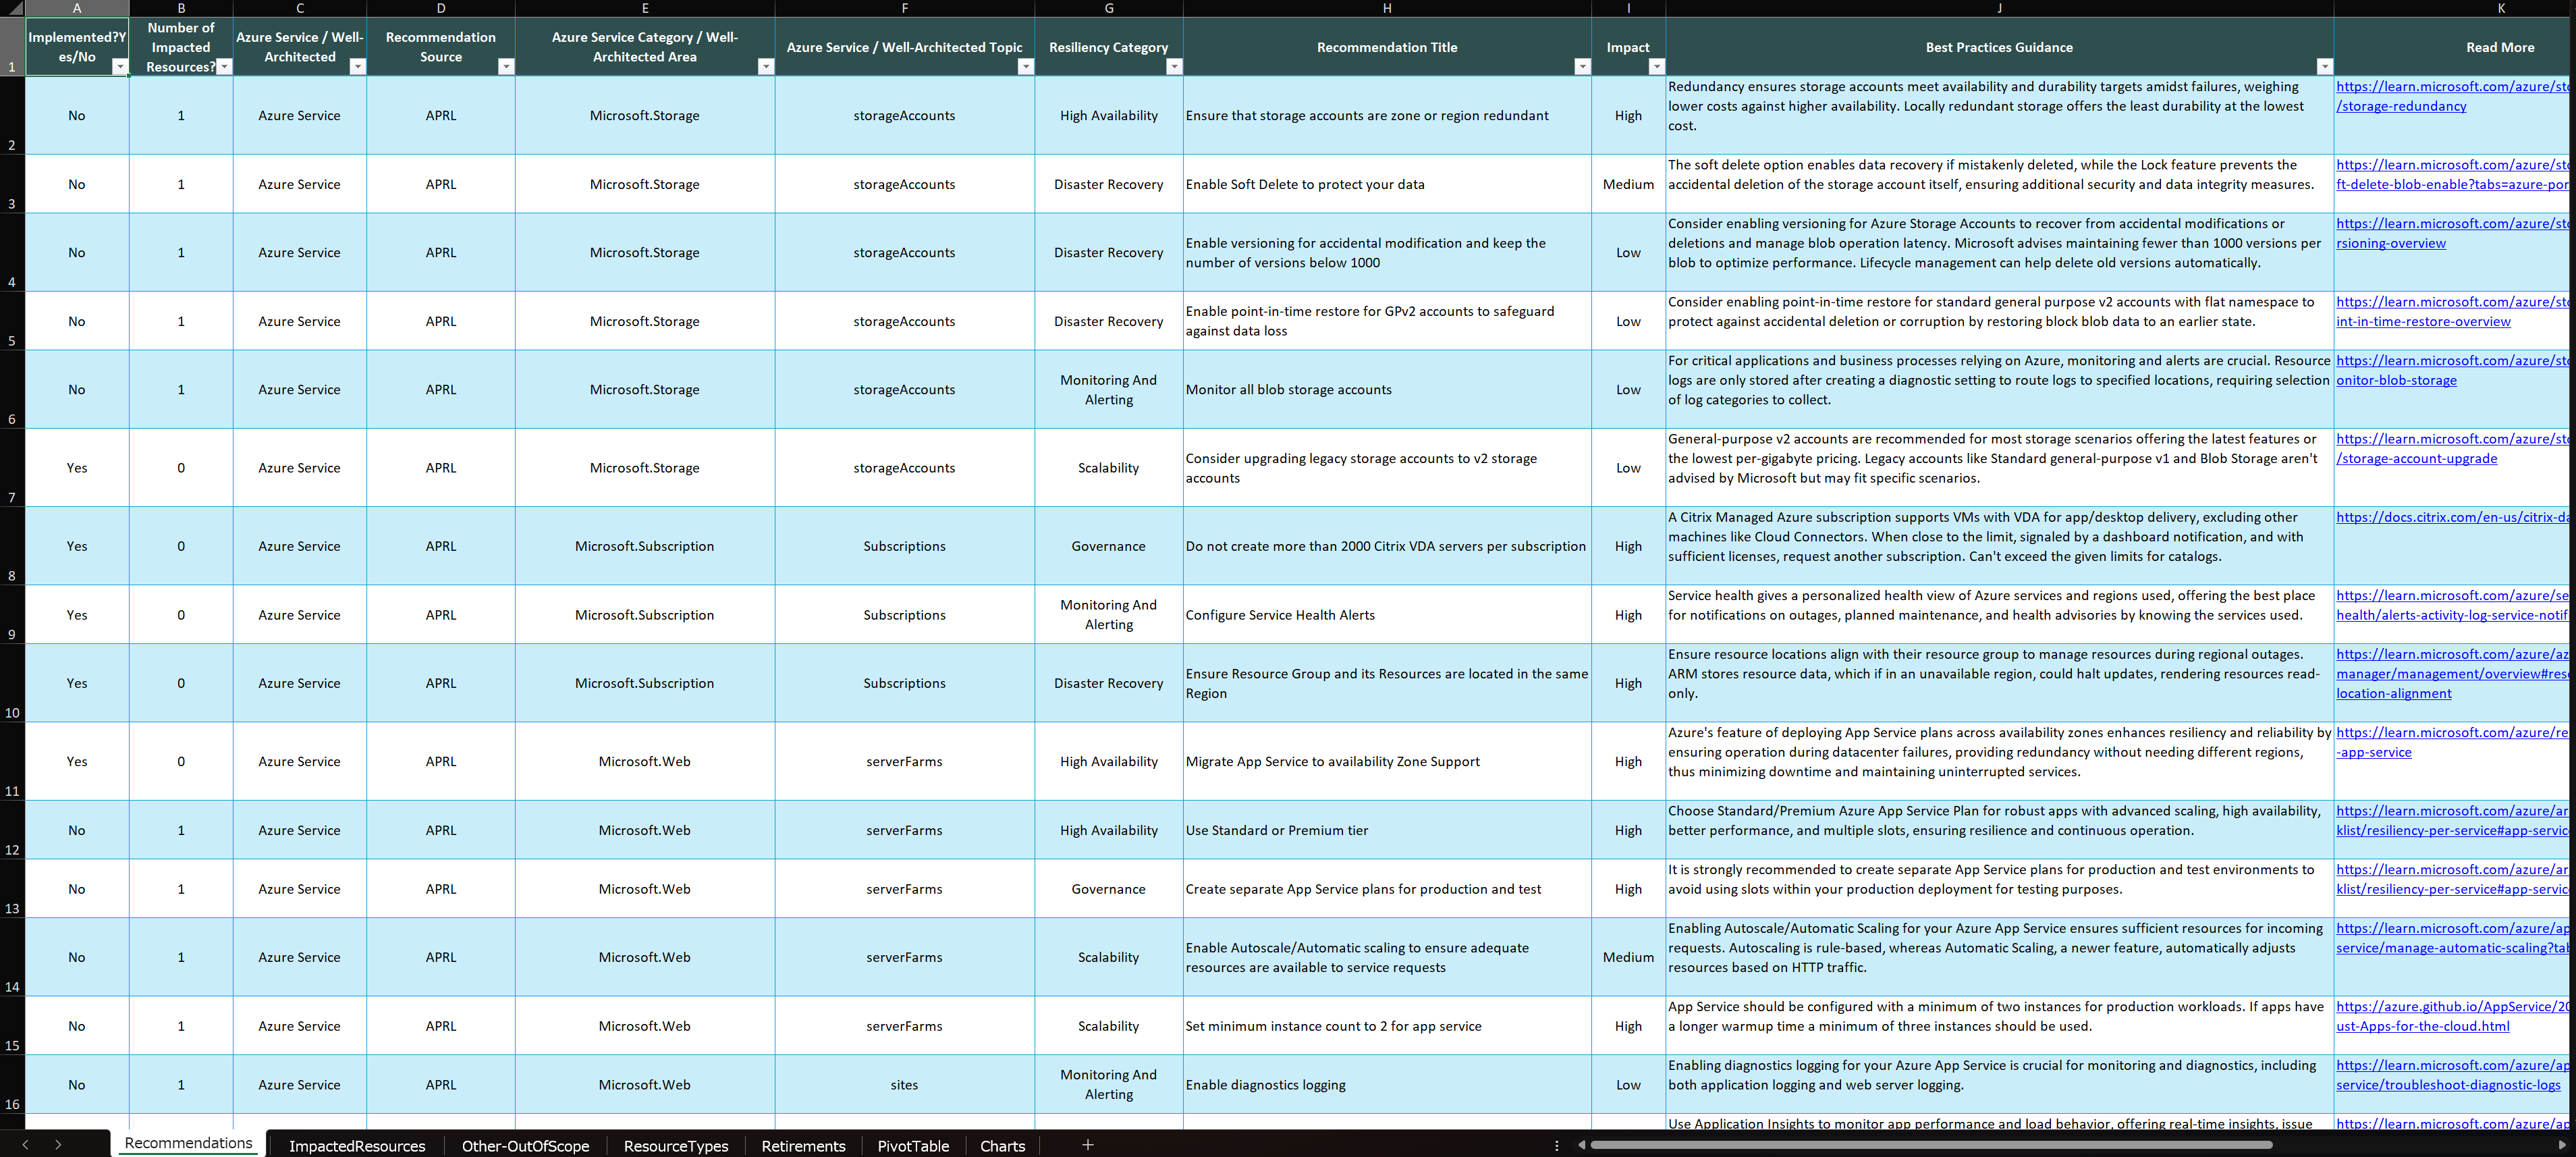 A B C D E F G H I J K
1 Implemented?Yes/No Number of Impacted Resources? Azure Service / Well-Architected Recommendation Source Azure Service Category / Well-Architected Area Azure Service / Well-Architected Topic Resiliency Category Recommendation Title Impact Best Practices Guidance Read More
2 No 1 Azure Service APRL Microsoft.Storage storageAccounts High Availability Ensure that storage accounts are zone or region redundant High
Redundancy ensures storage accounts meet availability and durability targets amidst failures, weighing
lower costs against higher availability. Locally redundant storage offers the least durability at the lowest
cost.
https://learn.microsoft.com/azure/sto
/storage-redundancy
3 No 1 Azure Service APRL Microsoft.Storage storageAccounts Disaster Recovery Enable Soft Delete to protect your data Medium
The soft delete option enables data recovery if mistakenly deleted, while the Lock feature prevents the
accidental deletion of the storage account itself, ensuring additional security and data integrity measures.
https://learn.microsoft.com/azure/sto
ft-delete-blob-enable?tabs=azure-por
4 No 1 Azure Service APRL Microsoft.Storage storageAccounts Disaster Recovery
Enable versioning for accidental modification and keep the
number of versions below 1000
Low
Consider enabling versioning for Azure Storage Accounts to recover from accidental modifications or
deletions and manage blob operation latency. Microsoft advises maintaining fewer than 1000 versions per
blob to optimize performance. Lifecycle management can help delete old versions automatically.
https://learn.microsoft.com/azure/sto
rsioning-overview
5 No 1 Azure Service APRL Microsoft.Storage storageAccounts Disaster Recovery
Enable point-in-time restore for GPv2 accounts to safeguard
against data loss
Low
Consider enabling point-in-time restore for standard general purpose v2 accounts with flat namespace to
protect against accidental deletion or corruption by restoring block blob data to an earlier state.
https://learn.microsoft.com/azure/sto
int-in-time-restore-overview
6 No 1 Azure Service APRL Microsoft.Storage storageAccounts
Monitoring And
Alerting
Monitor all blob storage accounts Low
For critical applications and business processes relying on Azure, monitoring and alerts are crucial. Resource
logs are only stored after creating a diagnostic setting to route logs to specified locations, requiring selection
of log categories to collect.
https://learn.microsoft.com/azure/sto
onitor-blob-storage
7 Yes 0 Azure Service APRL Microsoft.Storage storageAccounts Scalability
Consider upgrading legacy storage accounts to v2 storage
accounts
Low
General-purpose v2 accounts are recommended for most storage scenarios offering the latest features or
the lowest per-gigabyte pricing. Legacy accounts like Standard general-purpose v1 and Blob Storage aren't
advised by Microsoft but may fit specific scenarios.
https://learn.microsoft.com/azure/sto
/storage-account-upgrade
8 Yes 0 Azure Service APRL Microsoft.Subscription Subscriptions Governance Do not create more than 2000 Citrix VDA servers per subscription High
A Citrix Managed Azure subscription supports VMs with VDA for app/desktop delivery, excluding other
machines like Cloud Connectors. When close to the limit, signaled by a dashboard notification, and with
sufficient licenses, request another subscription. Can't exceed the given limits for catalogs.
https://docs.citrix.com/en-us/citrix-da
9 Yes 0 Azure Service APRL Microsoft.Subscription Subscriptions
Monitoring And
Alerting
Configure Service Health Alerts High
Service health gives a personalized health view of Azure services and regions used, offering the best place
for notifications on outages, planned maintenance, and health advisories by knowing the services used.
https://learn.microsoft.com/azure/se
health/alerts-activity-log-service-notif
10 Yes 0 Azure Service APRL Microsoft.Subscription Subscriptions Disaster Recovery
Ensure Resource Group and its Resources are located in the same
Region
High
Ensure resource locations align with their resource group to manage resources during regional outages.
ARM stores resource data, which if in an unavailable region, could halt updates, rendering resources read-
only.
https://learn.microsoft.com/azure/az
manager/management/overview#reso
location-alignment
11 Yes 0 Azure Service APRL Microsoft.Web serverFarms High Availability Migrate App Service to availability Zone Support High
Azure's feature of deploying App Service plans across availability zones enhances resiliency and reliability by
ensuring operation during datacenter failures, providing redundancy without needing different regions,
thus minimizing downtime and maintaining uninterrupted services.
https://learn.microsoft.com/azure/re
-app-service
12 No 1 Azure Service APRL Microsoft.Web serverFarms High Availability Use Standard or Premium tier High
Choose Standard/Premium Azure App Service Plan for robust apps with advanced scaling, high availability,
better performance, and multiple slots, ensuring resilience and continuous operation.
https://learn.microsoft.com/azure/ar
klist/resiliency-per-service#app-servic
13 No 1 Azure Service APRL Microsoft.Web serverFarms Governance Create separate App Service plans for production and test High
It is strongly recommended to create separate App Service plans for production and test environments to
avoid using slots within your production deployment for testing purposes.
https://learn.microsoft.com/azure/ar
klist/resiliency-per-service#app-servic
14 No 1 Azure Service APRL Microsoft.Web serverFarms Scalability
Enable Autoscale/Automatic scaling to ensure adequate
resources are available to service requests
Medium
Enabling Autoscale/Automatic Scaling for your Azure App Service ensures sufficient resources for incoming
requests. Autoscaling is rule-based, whereas Automatic Scaling, a newer feature, automatically adjusts
resources based on HTTP traffic.
https://learn.microsoft.com/azure/ap
service/manage-automatic-scaling?tab
15 No 1 Azure Service APRL Microsoft.Web serverFarms Scalability Set minimum instance count to 2 for app service High
App Service should be configured with a minimum of two instances for production workloads. If apps have
a longer warmup time a minimum of three instances should be used.
https://azure.github.io/AppService/20
ust-Apps-for-the-cloud.html
16 No 1 Azure Service APRL Microsoft.Web sites
Monitoring And
Alerting
Enable diagnostics logging Low
Enabling diagnostics logging for your Azure App Service is crucial for monitoring and diagnostics, including
both application logging and web server logging.
https://learn.microsoft.com/azure/ap
service/troubleshoot-diagnostic-logs
Use Application Insights to monitor app performance and load behavior, offering real-time insights, issue
https://learn.microsoft.com/azure/ap
Recommendations ImpactedResources Other-OutOfScope ResourceTypes Retirements PivotTable Charts +